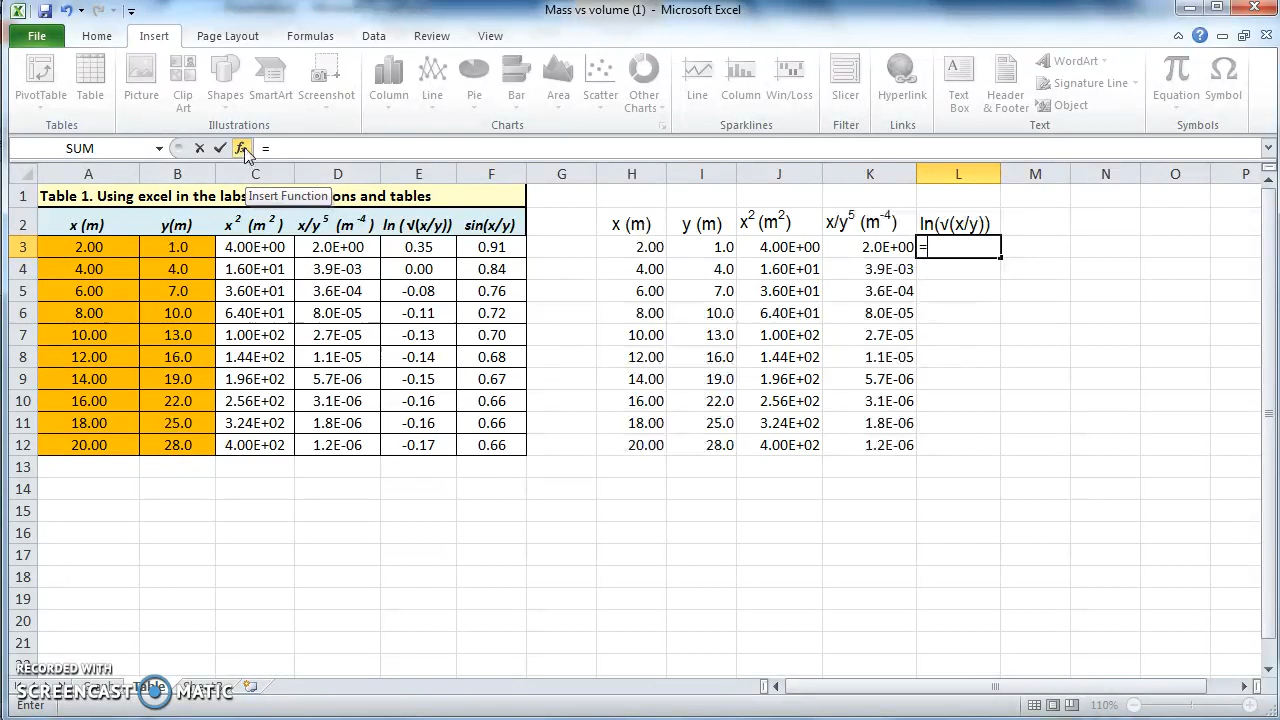 Mass vs volume (1) - Microsoft Excel
File Home Insert Page Layout Formulas Data Review View
PivotTable Table Picture Clip Art Shapes SmartArt Screenshot Column Line Pie Bar Area Scatter Other Charts Line Column Win/Loss Slicer Hyperlink Text Box Header & Footer WordArt Signature Line Object Equation Symbol
Tables Illustrations Charts Sparklines Filter Links Text Symbols
SUM =
Insert Function
A B C D E F G H I J K L M N O P
1 Table 1. Using excel in the labs ons and tables
2 x (m) y(m) x² (m²) x/y⁵ (m⁻⁴) ln (√(x/y)) sin(x/y) x (m) y (m) x² (m²) x/y⁵ (m⁻⁴) ln(√(x/y))
3 2.00 1.0 4.00E+00 2.0E+00 0.35 0.91 2.00 1.0 4.00E+00 2.0E+00 =
4 4.00 4.0 1.60E+01 3.9E-03 0.00 0.84 4.00 4.0 1.60E+01 3.9E-03
5 6.00 7.0 3.60E+01 3.6E-04 -0.08 0.76 6.00 7.0 3.60E+01 3.6E-04
6 8.00 10.0 6.40E+01 8.0E-05 -0.11 0.72 8.00 10.0 6.40E+01 8.0E-05
7 10.00 13.0 1.00E+02 2.7E-05 -0.13 0.70 10.00 13.0 1.00E+02 2.7E-05
8 12.00 16.0 1.44E+02 1.1E-05 -0.14 0.68 12.00 16.0 1.44E+02 1.1E-05
9 14.00 19.0 1.96E+02 5.7E-06 -0.15 0.67 14.00 19.0 1.96E+02 5.7E-06
10 16.00 22.0 2.56E+02 3.1E-06 -0.16 0.66 16.00 22.0 2.56E+02 3.1E-06
11 18.00 25.0 3.24E+02 1.8E-06 -0.16 0.66 18.00 25.0 3.24E+02 1.8E-06
12 20.00 28.0 4.00E+02 1.2E-06 -0.17 0.66 20.00 28.0 4.00E+02 1.2E-06
13
14
15
16
17
18
19
20
21
RECORDED WITH
SCREENCAST MATIC
Enter 110%